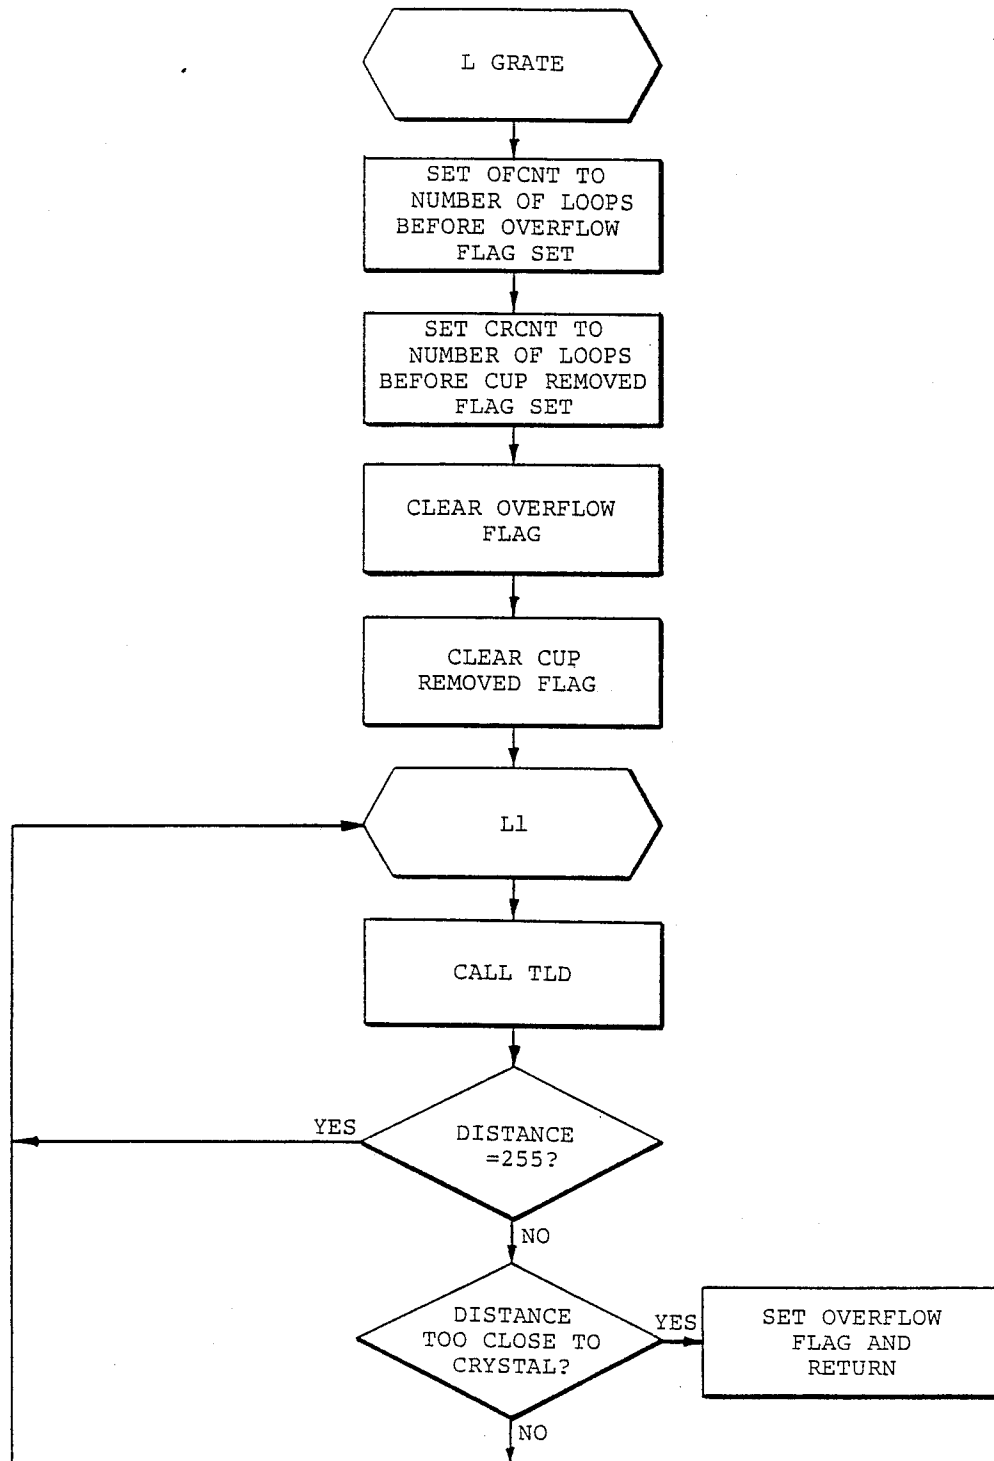 L GRATE
SET OFCNT TO
NUMBER OF LOOPS
BEFORE OVERFLOW
FLAG SET
SET CRCNT TO
NUMBER OF LOOPS
BEFORE CUP REMOVED
FLAG SET
CLEAR OVERFLOW
FLAG
CLEAR CUP
REMOVED FLAG
L1
CALL TLD
YES
DISTANCE
=255?
NO
DISTANCE
TOO CLOSE TO
CRYSTAL?
YES
SET OVERFLOW
FLAG AND
RETURN
NO